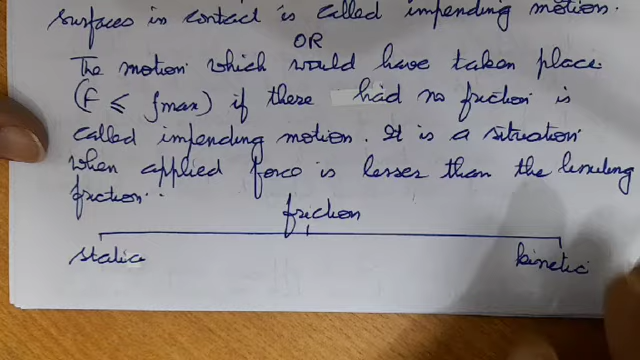 surfaces in contact is called impending motion.
OR
The motion which would have taken place
(F ≤ fmax) if there had no friction is
called impending motion. It is a situation
when applied force is lesser than the limiting
friction.
friction
static kinetic